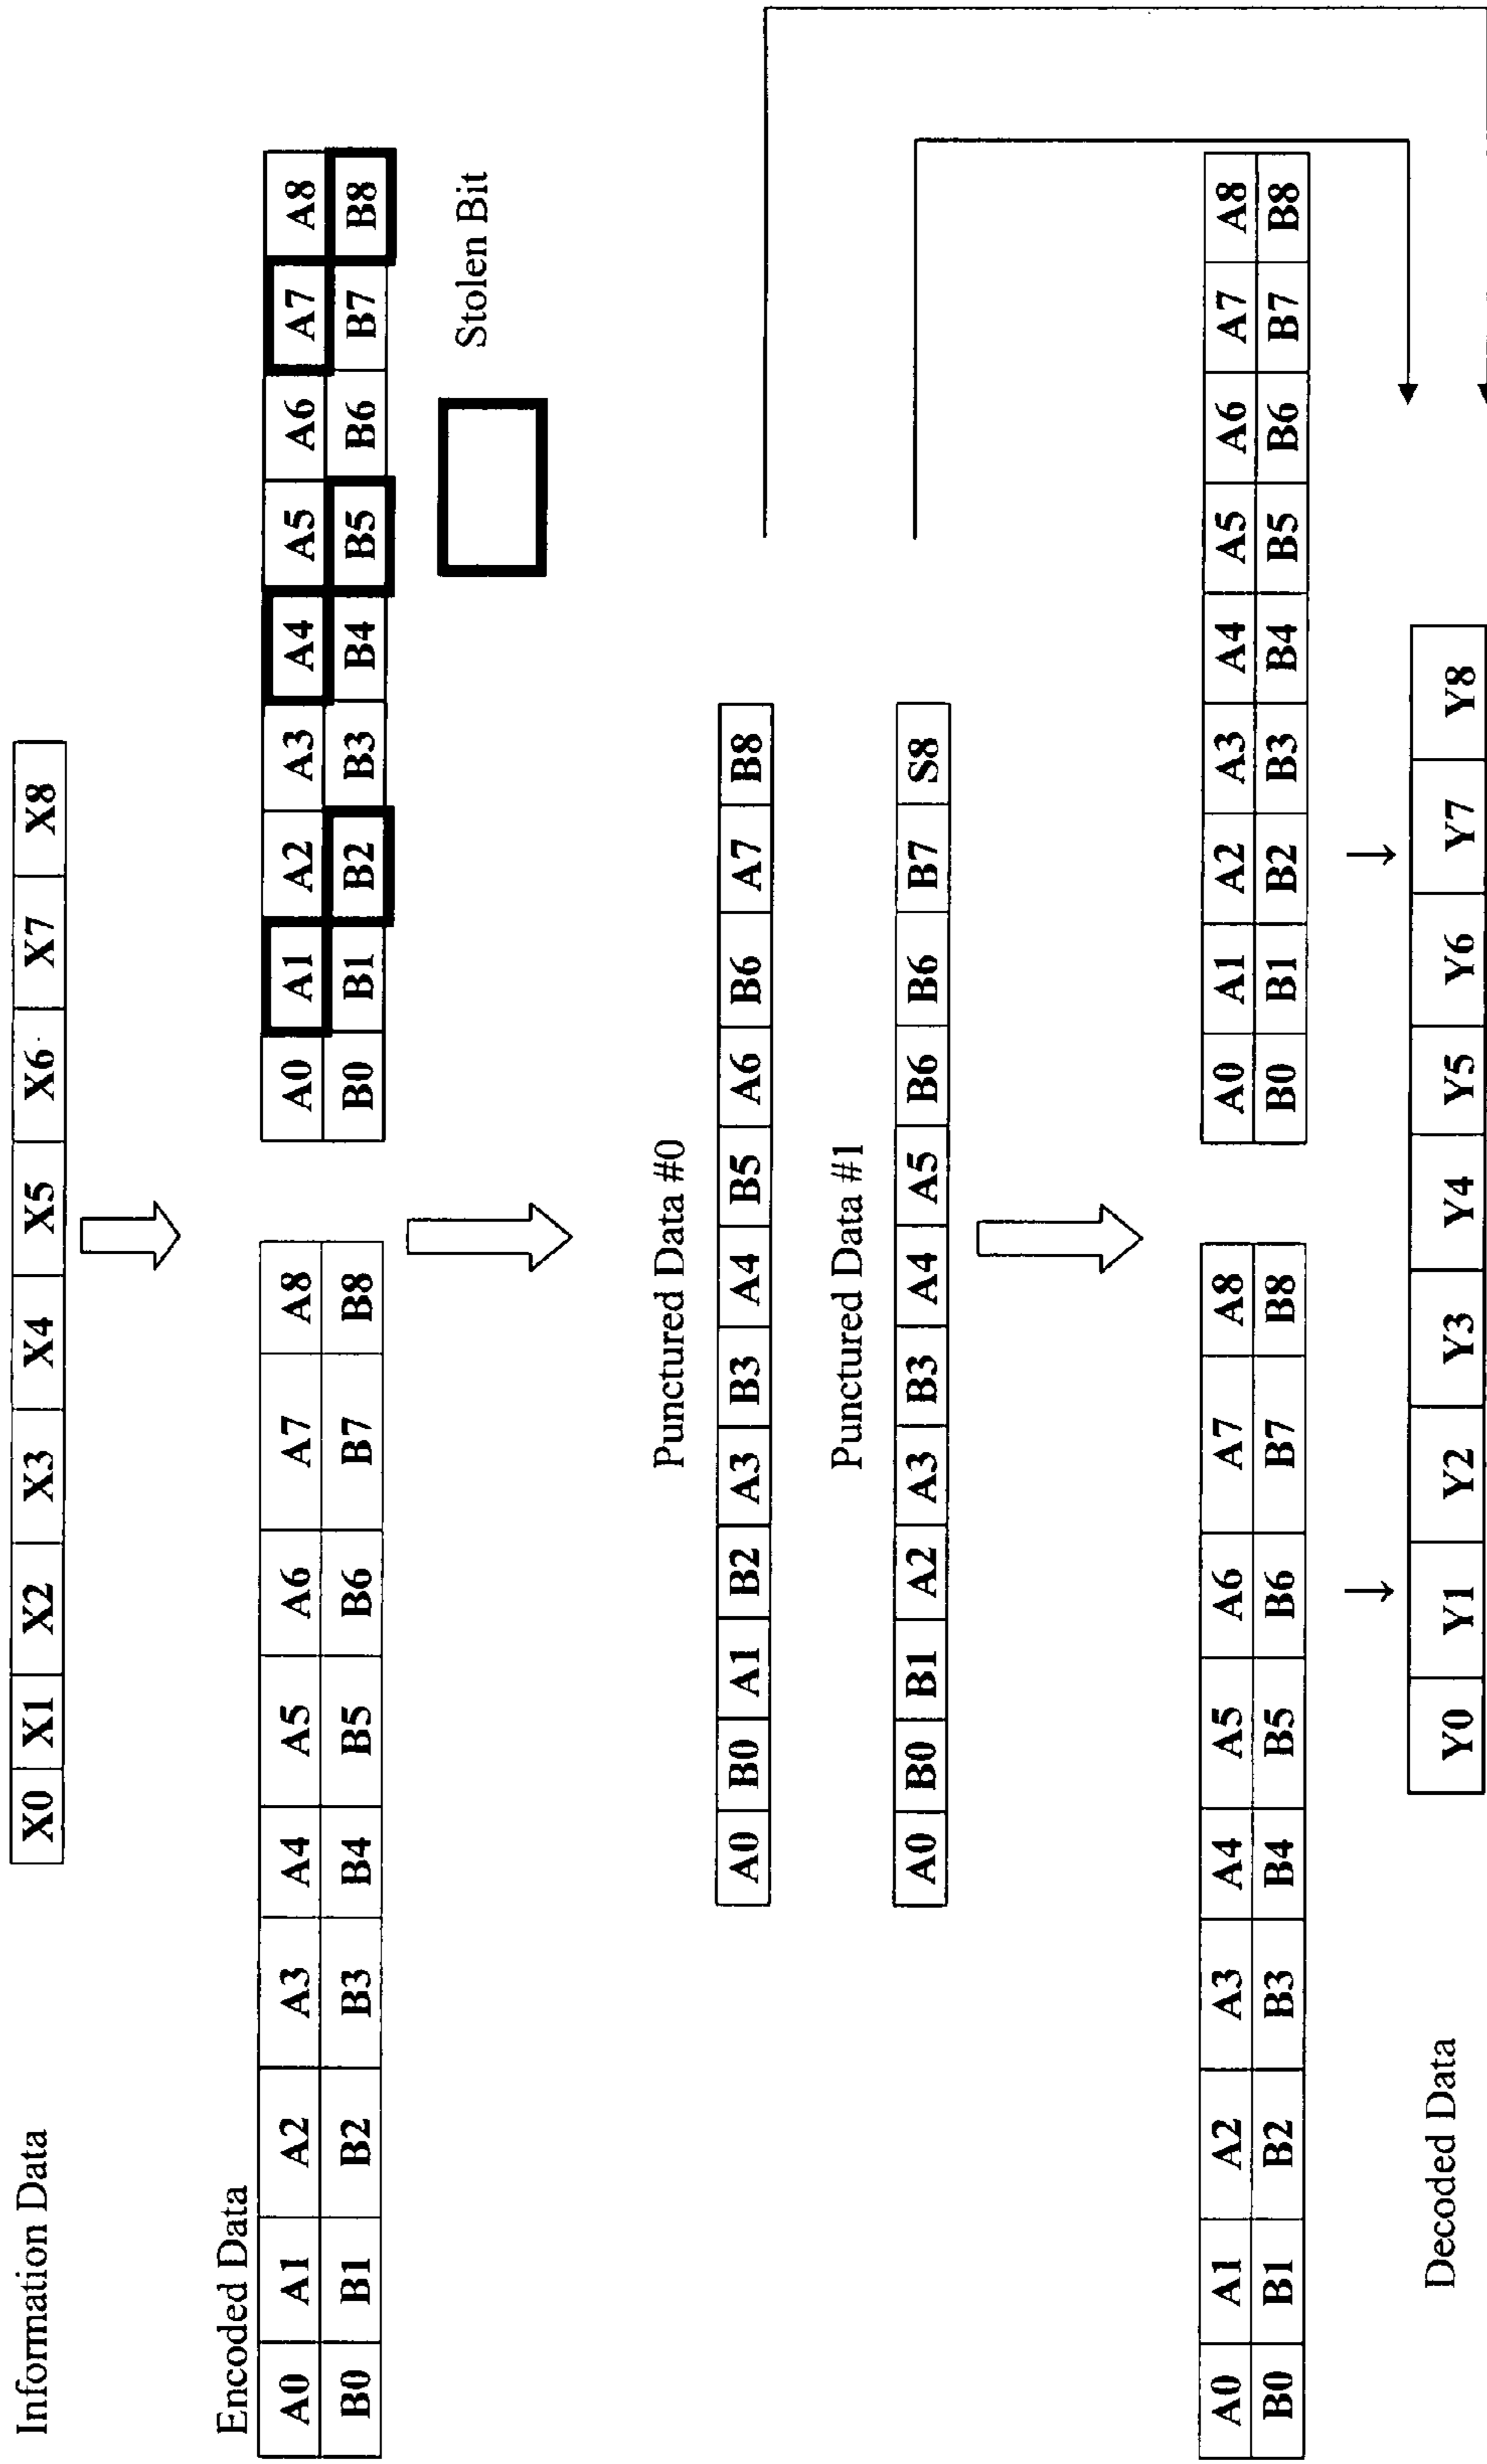 Information Data
X0 X1 X2 X3 X4 X5 X6 X7 X8
Encoded Data
A0 A1 A2 A3 A4 A5 A6 A7 A8
B0 B1 B2 B3 B4 B5 B6 B7 B8
A0 A1 A2 A3 A4 A5 A6 A7 A8
B0 B1 B2 B3 B4 B5 B6 B7 B8
Stolen Bit
Punctured Data #0
A0 B0 A1 B2 A3 B3 A4 B5 A6 B6 A7 B8
Punctured Data #1
A0 B0 B1 A2 A3 B3 A4 A5 B6 B6 B7 S8
A0 A1 A2 A3 A4 A5 A6 A7 A8
B0 B1 B2 B3 B4 B5 B6 B7 B8
A0 A1 A2 A3 A4 A5 A6 A7 A8
B0 B1 B2 B3 B4 B5 B6 B7 B8
Decoded Data
Y0 Y1 Y2 Y3 Y4 Y5 Y6 Y7 Y8